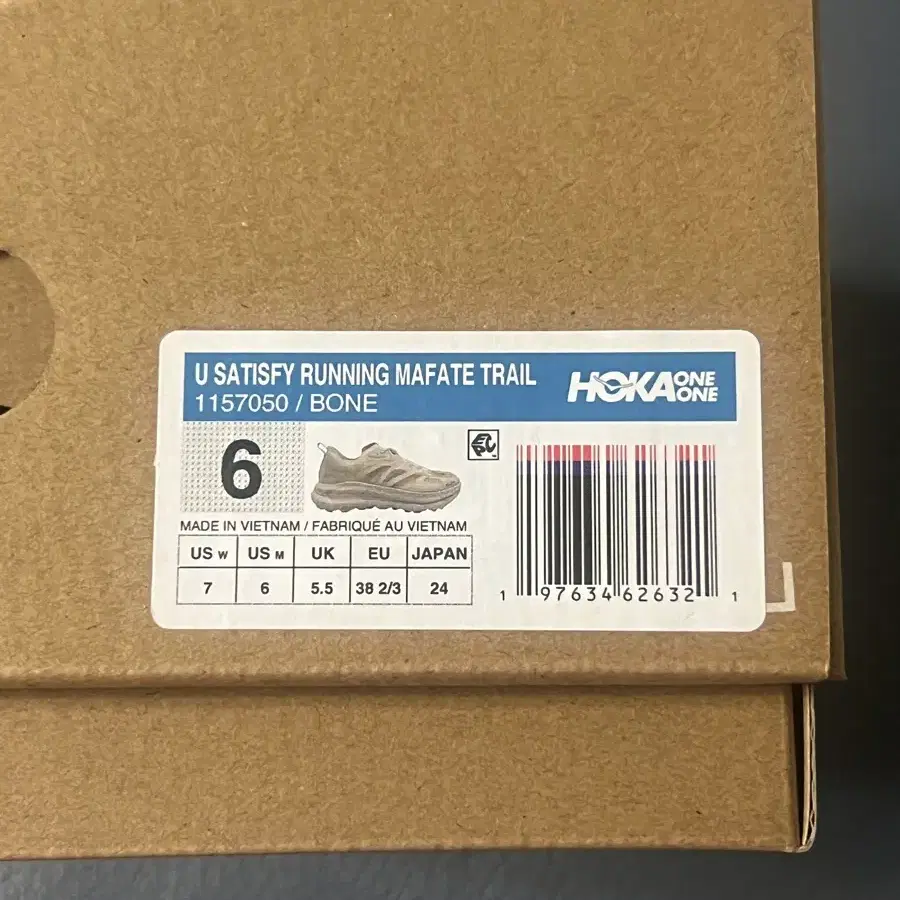 U SATISFY RUNNING MAFATE TRAIL
1157050 / BONE
HOKA ONE ONE
6
MADE IN VIETNAM / FABRIQUÉ AU VIETNAM
US W US M UK EU JAPAN
7 6 5.5 38 2/3 24
1 97634 62632 1